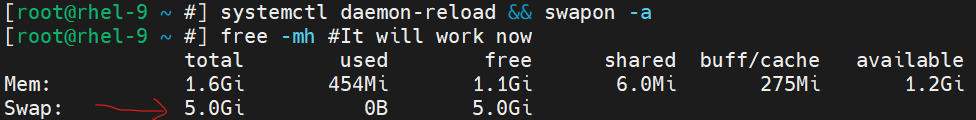 [root@rhel-9 ~ #] systemctl daemon-reload && swapon -a
[root@rhel-9 ~ #] free -mh #It will work now
total used free shared buff/cache available
Mem: 1.6Gi 454Mi 1.1Gi 6.0Mi 275Mi 1.2Gi
Swap: 5.0Gi 0B 5.0Gi